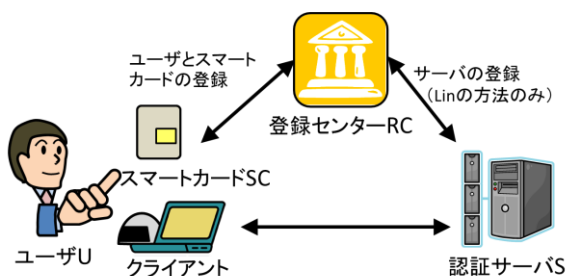 ユーザとスマート
カードの登録
サーバの登録
（Linの方法のみ）
登録センターRC
スマートカードSC
ユーザU
クライアント
認証サーバS